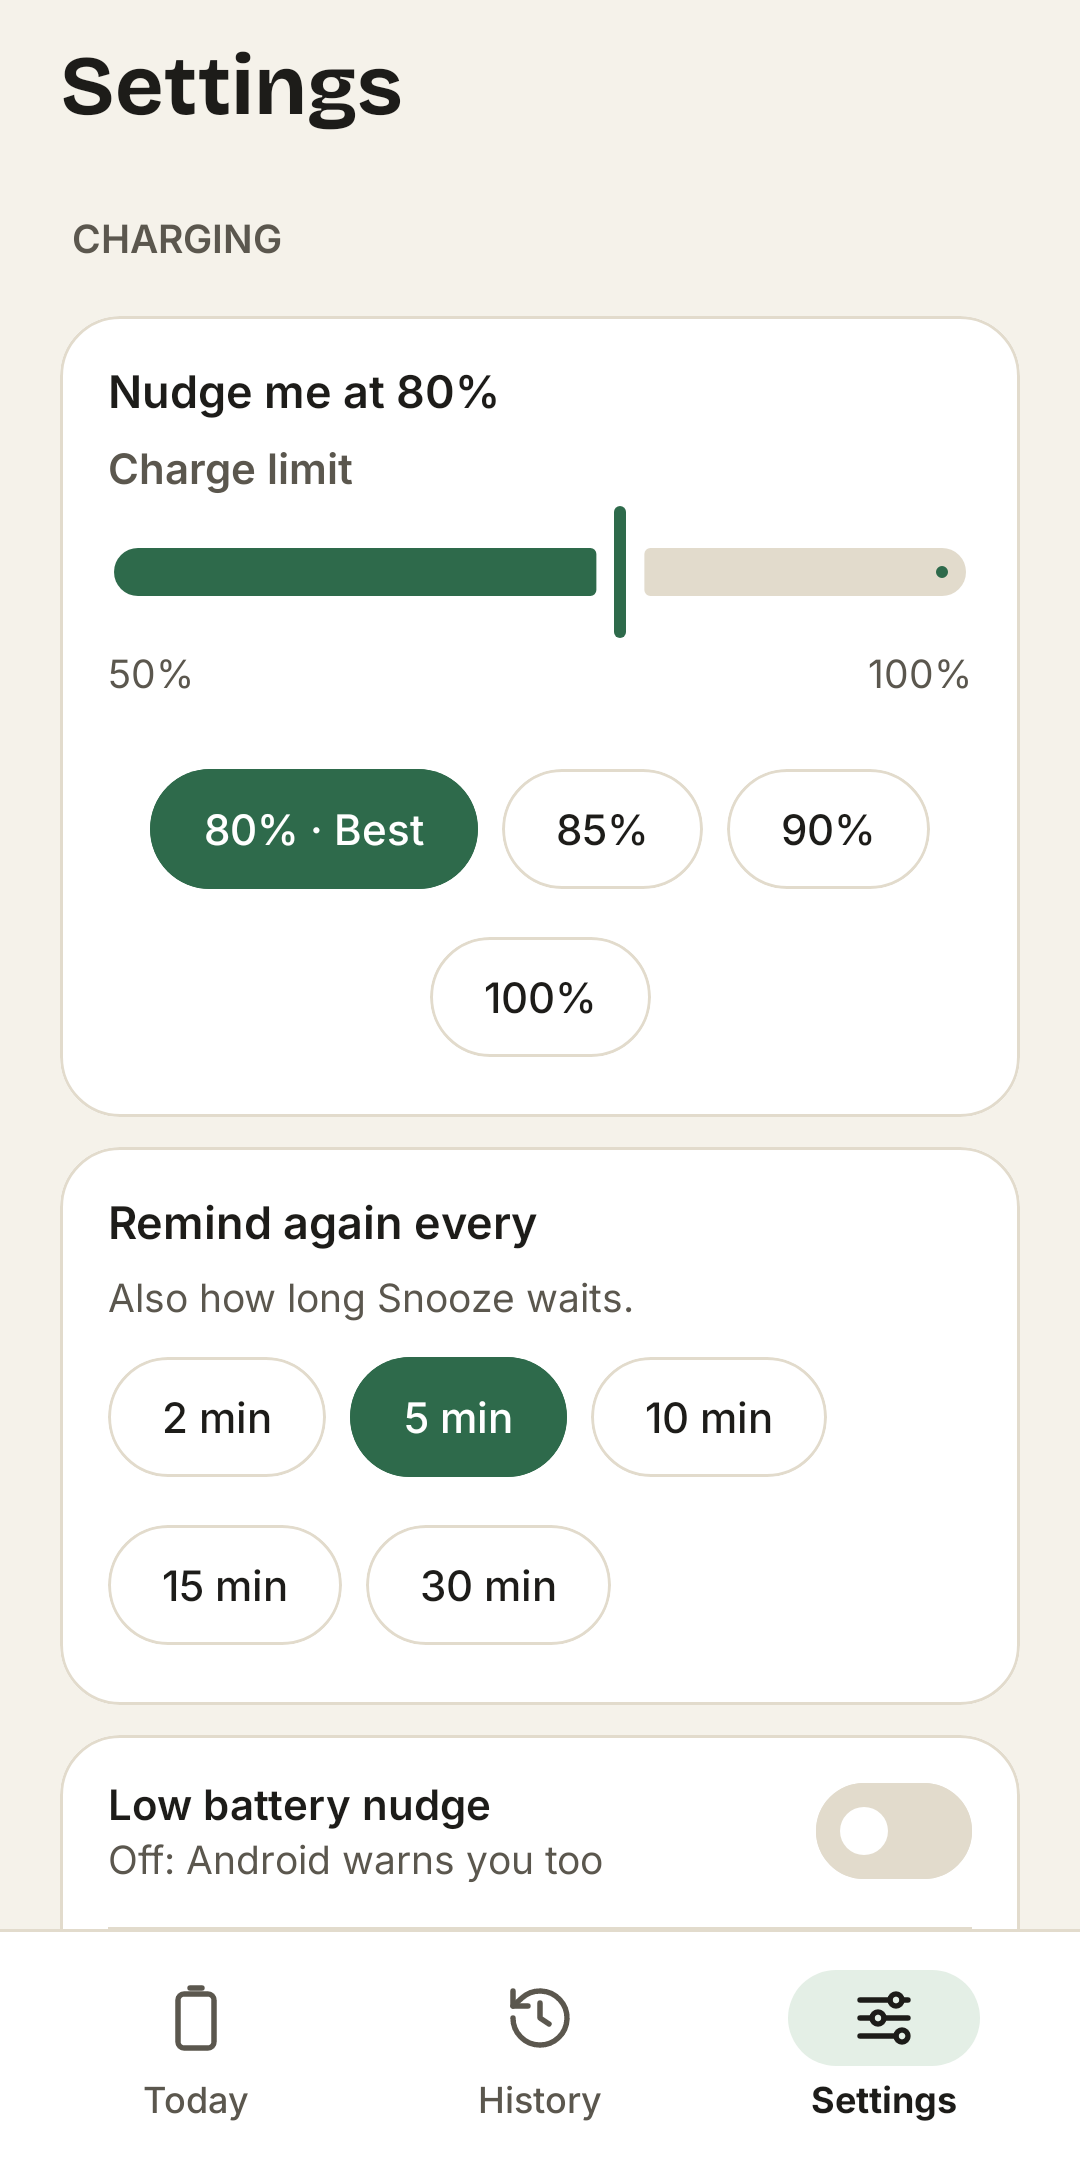 Settings
CHARGING
Nudge me at 80%
Charge limit
50% 100%
80% · Best 85% 90%
100%
Remind again every
Also how long Snooze waits.
2 min 5 min 10 min
15 min 30 min
Low battery nudge
Off: Android warns you too
Today History Settings